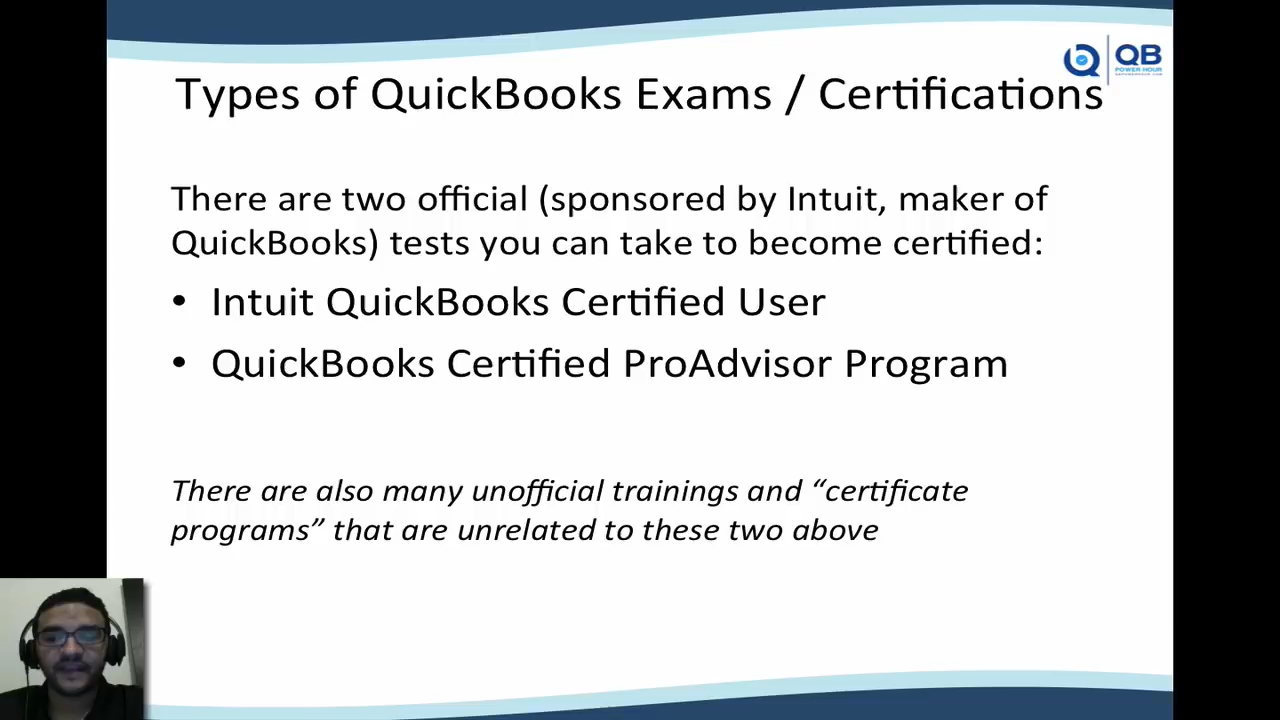 QB
POWER HOUR
Types of QuickBooks Exams / Certifications
There are two official (sponsored by Intuit, maker of
QuickBooks) tests you can take to become certified:
• Intuit QuickBooks Certified User
• QuickBooks Certified ProAdvisor Program
There are also many unofficial trainings and “certificate
programs” that are unrelated to these two above